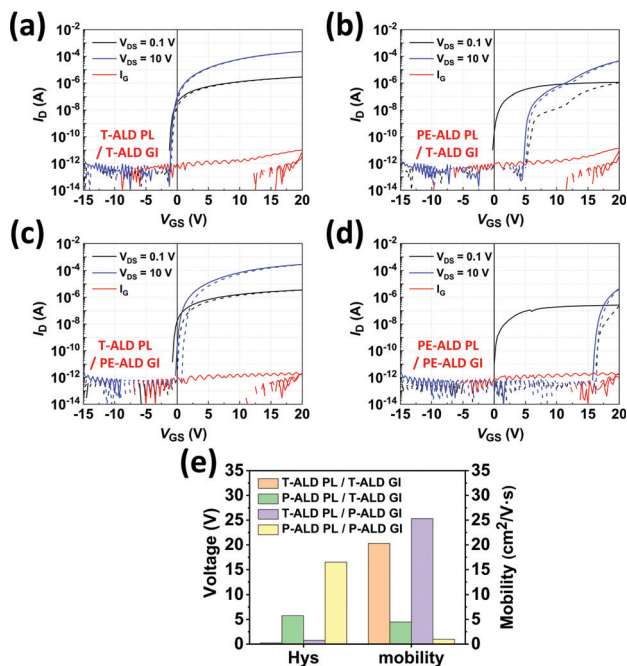 (a)
10⁻²
10⁻⁴
10⁻⁶
10⁻⁸
10⁻¹⁰
10⁻¹²
10⁻¹⁴
I_D (A)
V_DS = 0.1 V
V_DS = 10 V
I_G
T-ALD PL
/ T-ALD GI
-15 -10 -5 0 5 10 15 20
V_GS (V)
(b)
10⁻²
10⁻⁴
10⁻⁶
10⁻⁸
10⁻¹⁰
10⁻¹²
10⁻¹⁴
I_D (A)
V_DS = 0.1 V
V_DS = 10 V
I_G
PE-ALD PL
/ T-ALD GI
-15 -10 -5 0 5 10 15 20
V_GS (V)
(c)
10⁻²
10⁻⁴
10⁻⁶
10⁻⁸
10⁻¹⁰
10⁻¹²
10⁻¹⁴
I_D (A)
V_DS = 0.1 V
V_DS = 10 V
I_G
T-ALD PL
/ PE-ALD GI
-15 -10 -5 0 5 10 15 20
V_GS (V)
(d)
10⁻²
10⁻⁴
10⁻⁶
10⁻⁸
10⁻¹⁰
10⁻¹²
10⁻¹⁴
I_D (A)
V_DS = 0.1 V
V_DS = 10 V
I_G
PE-ALD PL
/ PE-ALD GI
-15 -10 -5 0 5 10 15 20
V_GS (V)
(e)
35
30
25
20
15
10
5
0
Voltage (V)
T-ALD PL / T-ALD GI
P-ALD PL / T-ALD GI
T-ALD PL / P-ALD GI
P-ALD PL / P-ALD GI
35
30
25
20
15
10
5
0
Mobility (cm²/V·s)
Hys mobility